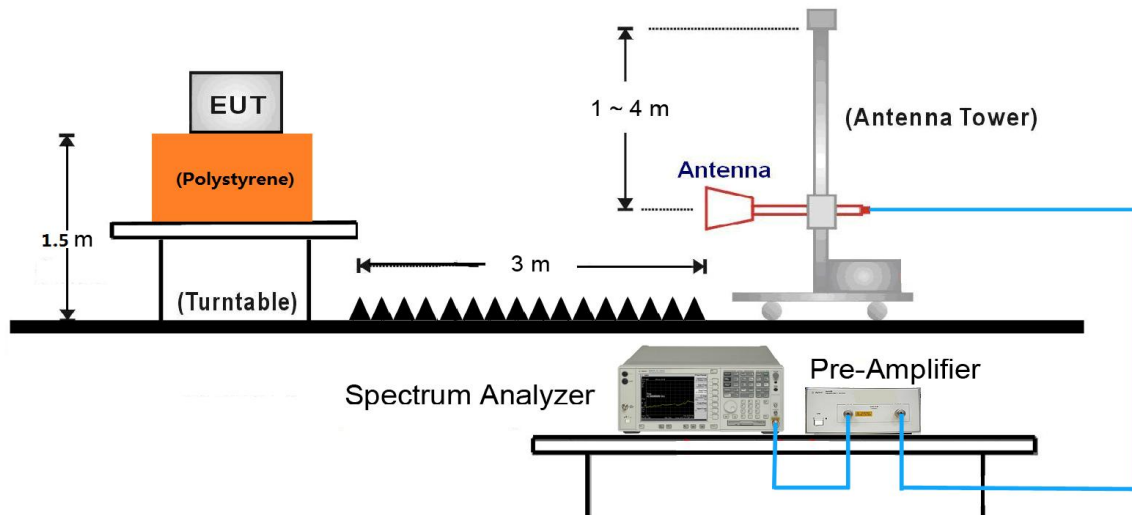 EUT
(Polystyrene)
1.5 m
(Turntable)
3 m
1 ~ 4 m
Antenna
(Antenna Tower)
Spectrum Analyzer
Pre-Amplifier